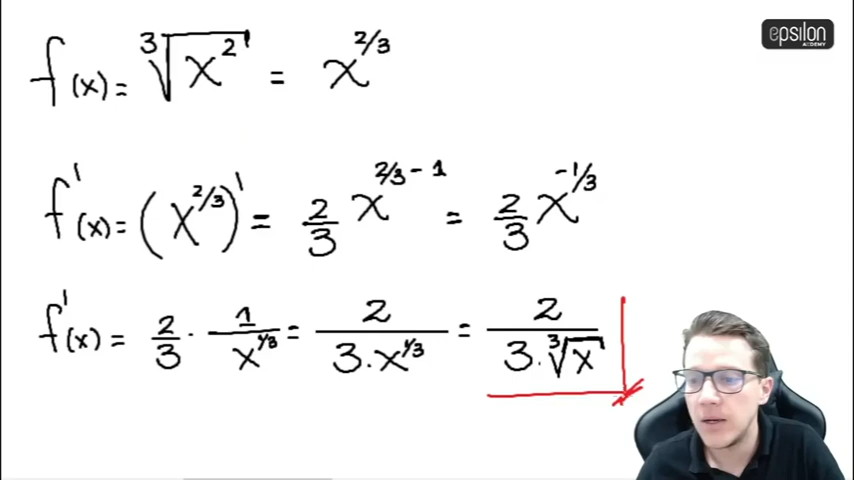 epsilon
ACADEMY
f(x) = ∛x² = x^2/3
f'(x) = (x^2/3)' = 2/3 x^2/3 - 1 = 2/3 x^-1/3
f'(x) = 2/3 · 1/x^1/3 = 2/3·x^1/3 = 2/3·∛x